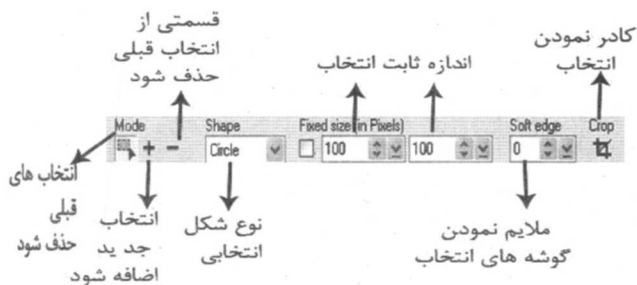 قسمتی از
انتخاب قبلی
حذف شود
اندازه ثابت انتخاب
کادر نمودن
انتخاب
Mode Shape Fixed size (in Pixels) Soft edge Crop
+ − Circle 100 100 0
انتخاب های
قبلی
حذف شود
انتخاب
جد ید
اضافه شود
نوع شکل
انتخابی
ملایم نمودن
گوشه های انتخاب